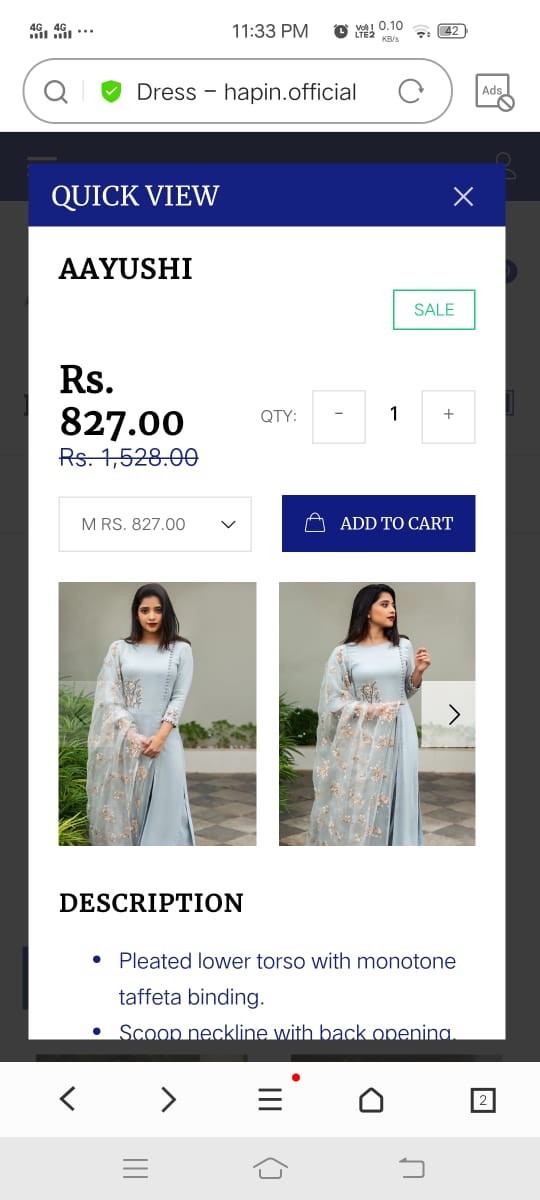 4G 4G ... 11:33 PM Vo) 1 LTE2 0.10 KB/s 42
Dress – hapin.official Ads
QUICK VIEW
AAYUSHI
SALE
Rs.
827.00
QTY: - 1 +
Rs. 1,528.00
M RS. 827.00 ADD TO CART
DESCRIPTION
• Pleated lower torso with monotone
taffeta binding.
• Scoop neckline with back opening.
2